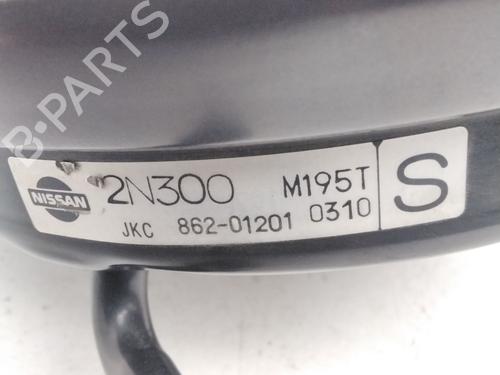 B-PARTS
NISSAN 2N300 M195T S
JKC 862-01201 0310